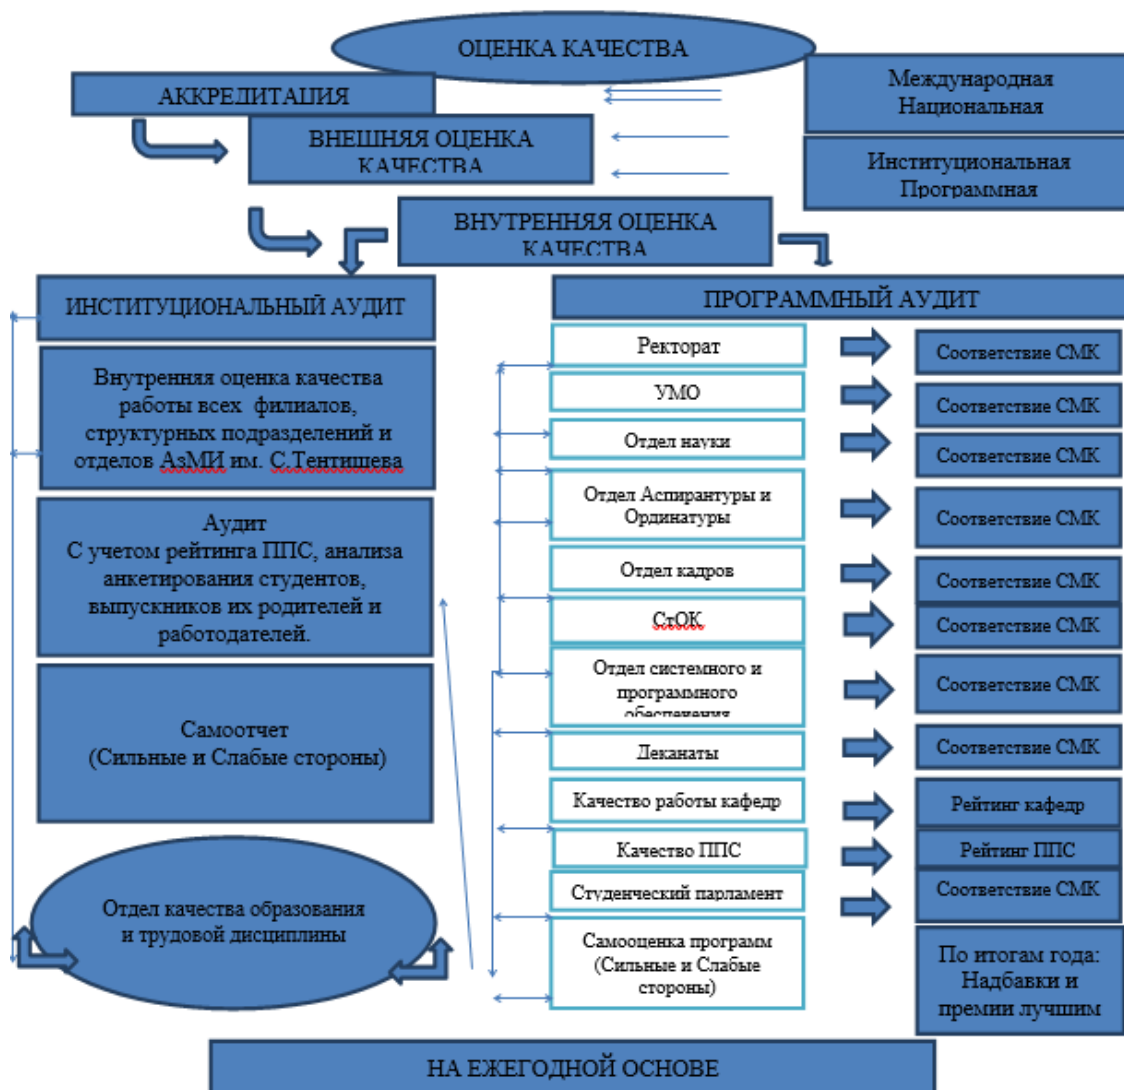 ОЦЕНКА КАЧЕСТВА
АККРЕДИТАЦИЯ
Международная
Национальная
ВНЕШНЯЯ ОЦЕНКА
КАЧЕСТВА
Институциональная
Программная
ВНУТРЕННЯЯ ОЦЕНКА
КАЧЕСТВА
ИНСТИТУЦИОНАЛЬНЫЙ АУДИТ
Внутренняя оценка качества
работы всех филиалов,
структурных подразделений и
отделов АзМИ им. С.Тентишева
Аудит
С учетом рейтинга ППС, анализа
анкетирования студентов,
выпускников их родителей и
работодателей.
Самоотчет
(Сильные и Слабые стороны)
Отдел качества образования
и трудовой дисциплины
ПРОГРАММНЫЙ АУДИТ
Ректорат
Соответствие СМК
УМО
Соответствие СМК
Отдел науки
Соответствие СМК
Отдел Аспирантуры и
Ординатуры
Соответствие СМК
Отдел кадров
Соответствие СМК
СтОК
Соответствие СМК
Отдел системного и
программного
обеспечения
Соответствие СМК
Деканаты
Соответствие СМК
Качество работы кафедр
Рейтинг кафедр
Качество ППС
Рейтинг ППС
Студенческий парламент
Соответствие СМК
Самооценка программ
(Сильные и Слабые
стороны)
По итогам года:
Надбавки и
премии лучшим
НА ЕЖЕГОДНОЙ ОСНОВЕ